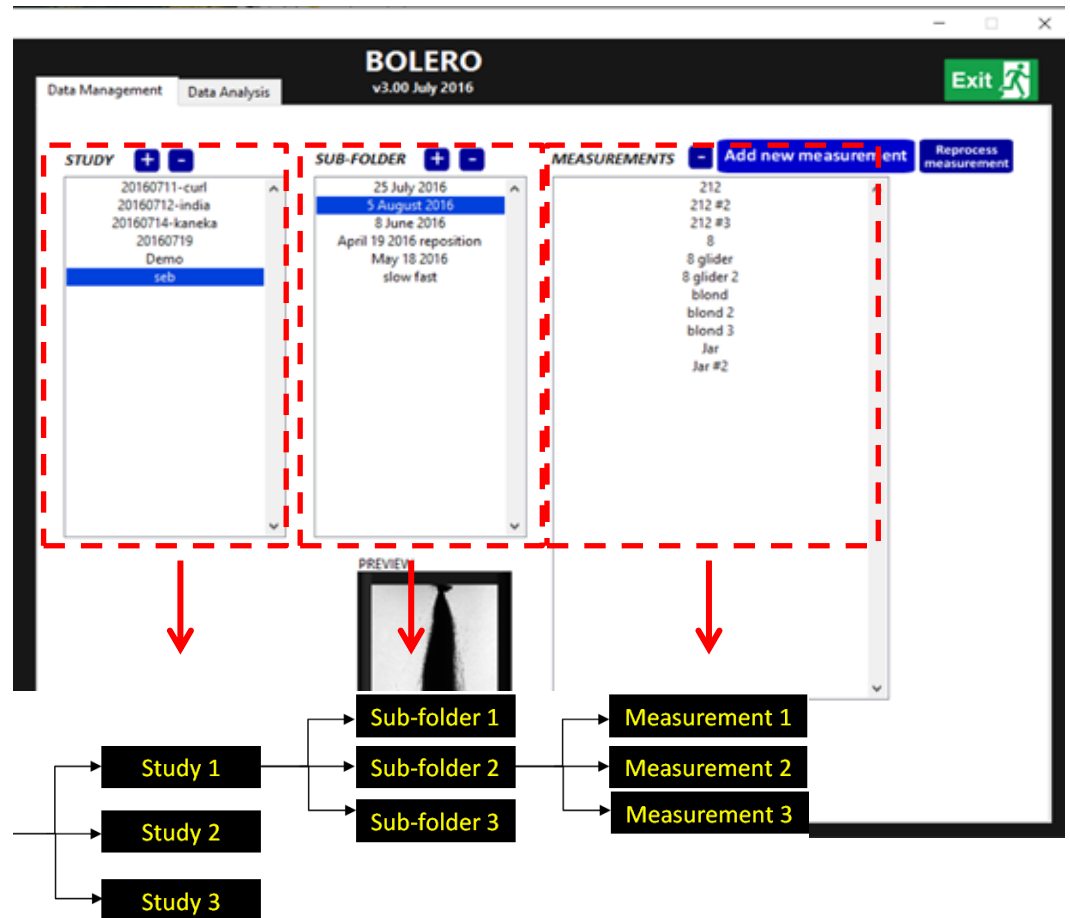 BOLERO
v3.00 July 2016
Exit
Data Management
Data Analysis
STUDY + -
20160711-curl
20160712-india
20160714-kaneka
20160719
Demo
seb
SUB-FOLDER + -
25 July 2016
5 August 2016
8 June 2016
April 19 2016 reposition
May 18 2016
slow fast
MEASUREMENTS -
Add new measurement
Reprocess
measurement
212
212 #2
212 #3
8
8 glider
8 glider 2
blond
blond 2
blond 3
Jar
Jar #2
PREVIEW
Study 1
Study 2
Study 3
Sub-folder 1
Sub-folder 2
Sub-folder 3
Measurement 1
Measurement 2
Measurement 3